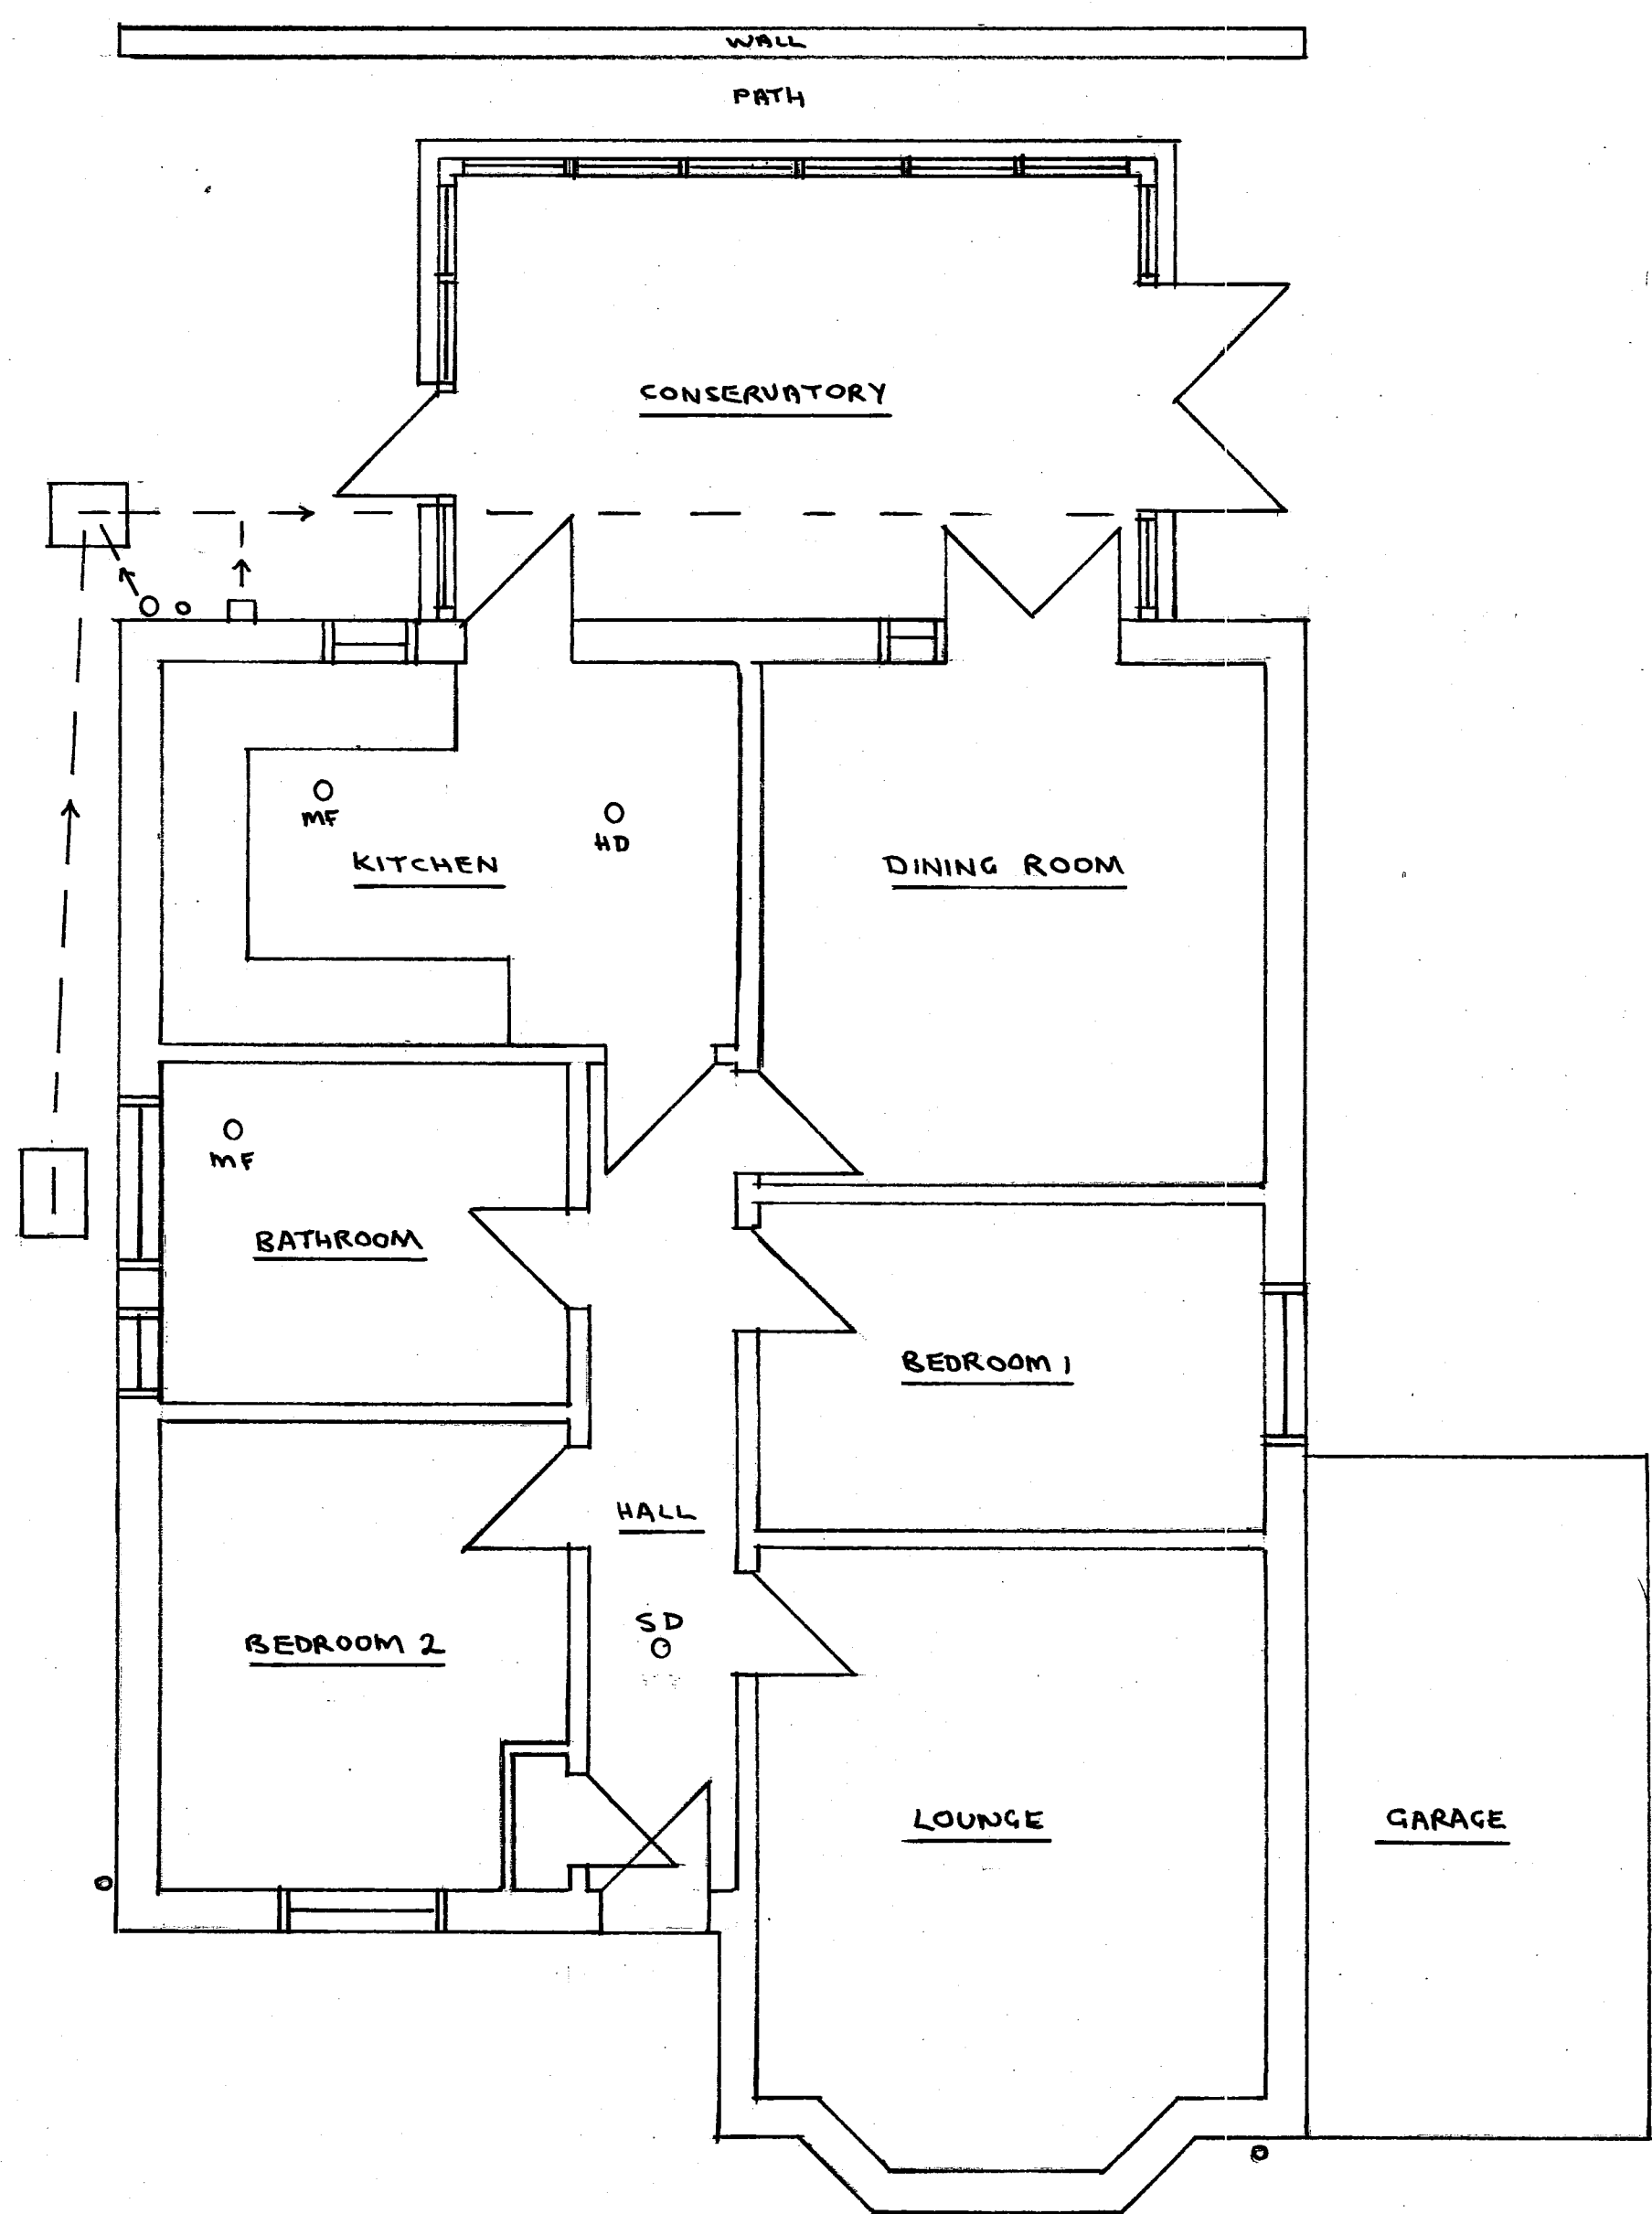 WALL
PATH
CONSERVATORY
MF
HD
KITCHEN
DINING ROOM
MF
BATHROOM
BEDROOM 1
HALL
SD
BEDROOM 2
LOUNGE
GARAGE